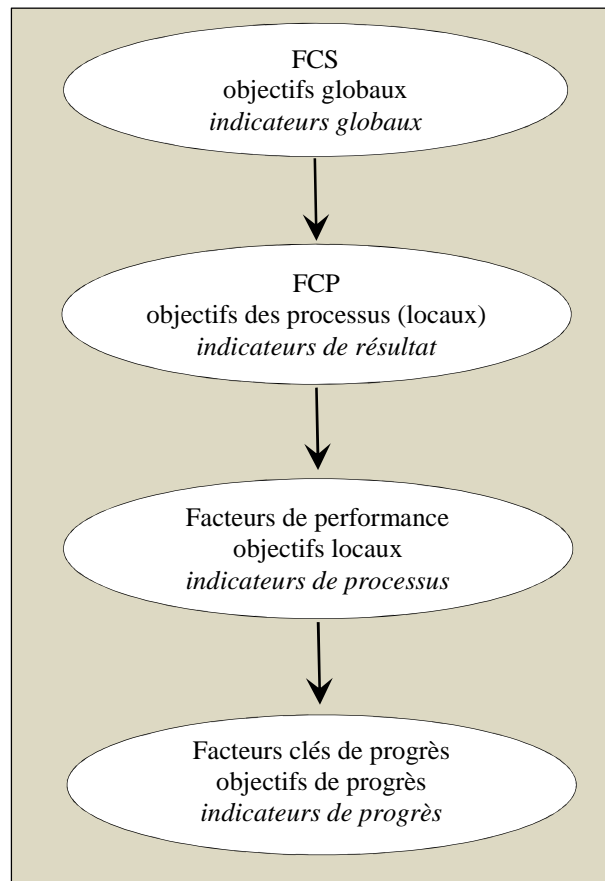 FCS
objectifs globaux
indicateurs globaux
FCP
objectifs des processus (locaux)
indicateurs de résultat
Facteurs de performance
objectifs locaux
indicateurs de processus
Facteurs clés de progrès
objectifs de progrès
indicateurs de progrès